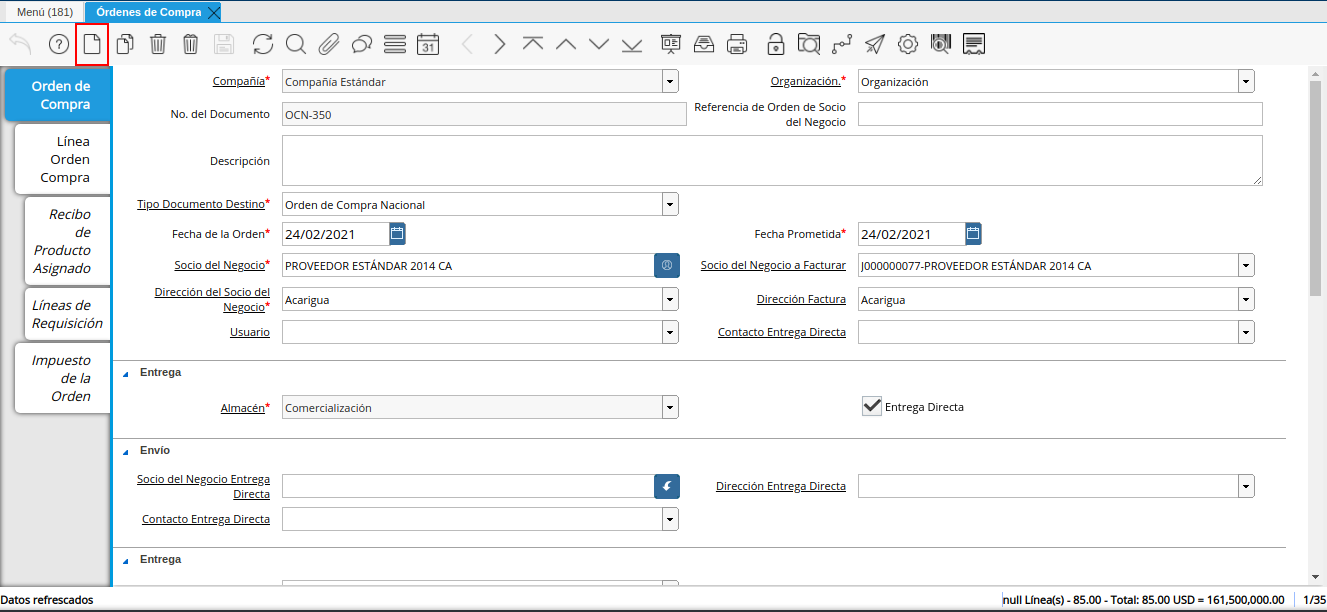 Menú (181)
Órdenes de Compra
31
Orden de
Compra
Línea
Orden
Compra
Recibo
de
Producto
Asignado
Líneas de
Requisición
Impuesto
de la
Orden
Compañía* Compañía Estándar Organización.* Organización
No. del Documento OCN-350 Referencia de Orden de Socio
del Negocio
Descripción
Tipo Documento Destino* Orden de Compra Nacional
Fecha de la Orden* 24/02/2021 Fecha Prometida* 24/02/2021
Socio del Negocio* PROVEEDOR ESTÁNDAR 2014 CA Socio del Negocio a Facturar J000000077-PROVEEDOR ESTÁNDAR 2014 CA
Dirección del Socio del
Negocio* Acarigua Dirección Factura Acarigua
Usuario Contacto Entrega Directa
Entrega
Almacén* Comercialización Entrega Directa
Envío
Socio del Negocio Entrega
Directa Dirección Entrega Directa
Contacto Entrega Directa
Entrega
Datos refrescados null Línea(s) - 85.00 - Total: 85.00 USD = 161,500,000.00 1/35